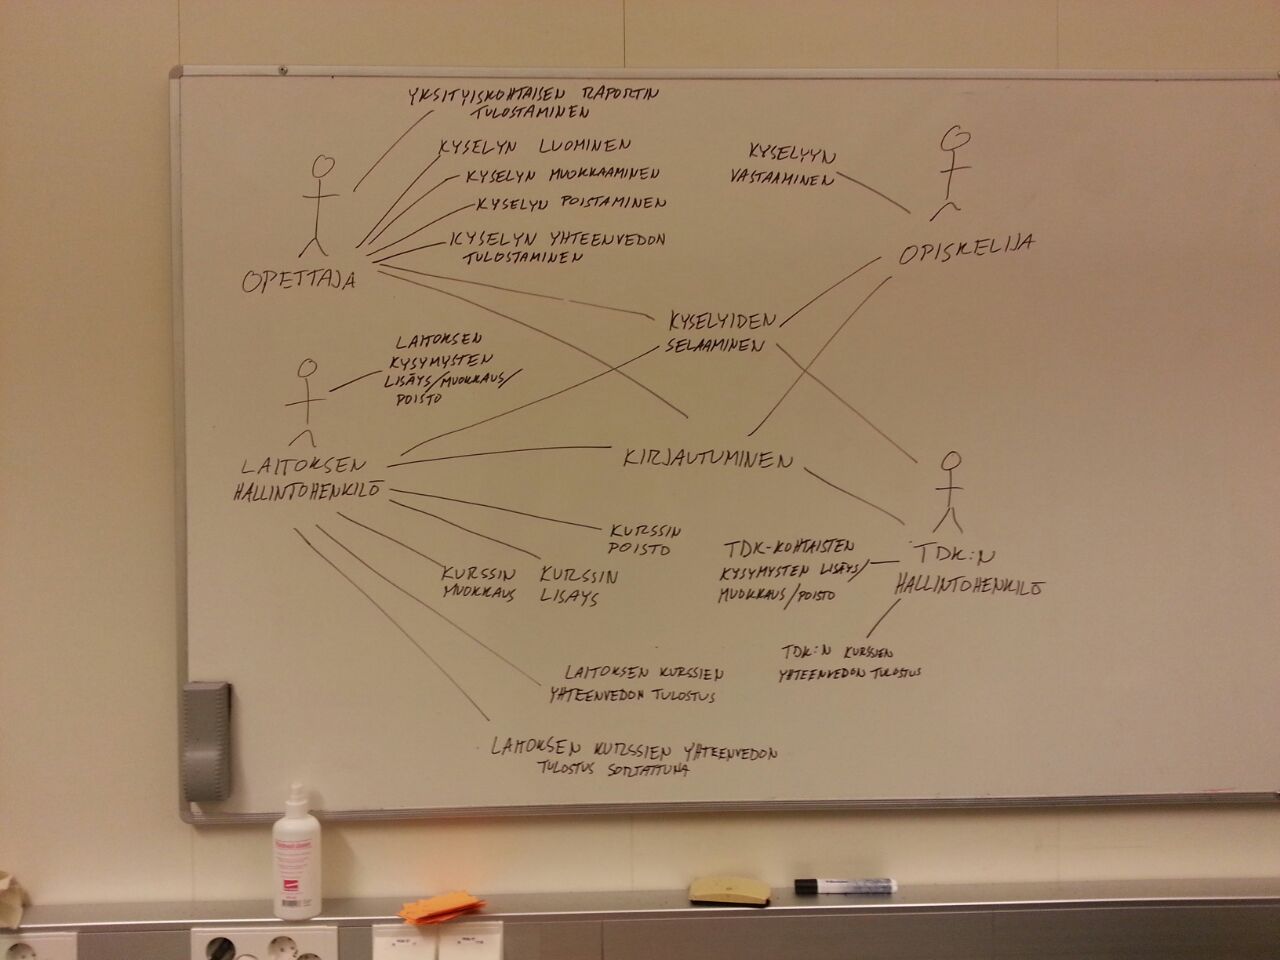 YKSITYISKOHTAISEN RAPORTIN
TULOSTAMINEN
KYSELYN LUOMINEN
KYSELYN MUOKKAAMINEN
KYSELYN POISTAMINEN
KYSELYN YHTEENVEDON
TULOSTAMINEN
OPETTAJA
KYSELYYN
VASTAAMINEN
OPISKELIJA
KYSELYIDEN
SELAAMINEN
LAITOKSEN
KYSYMYSTEN
LISÄYS/MUOKKAUS/
POISTO
LAITOKSEN
HALLINTOHENKILÖ
KIRJAUTUMINEN
KURSSIN
POISTO
KURSSIN
MUOKKAUS
KURSSIN
LISÄYS
TDK-KOHTAISTEN
KYSYMYSTEN LISÄYS/
MUOKKAUS/POISTO
TDK:N
HALLINTOHENKILÖ
TDK:N KURSSIEN
YHTEENVEDON TULOSTUS
LAITOKSEN KURSSIEN
YHTEENVEDON TULOSTUS
LAITOKSEN KURSSIEN YHTEENVEDON
TULOSTUS SORTATTUNA